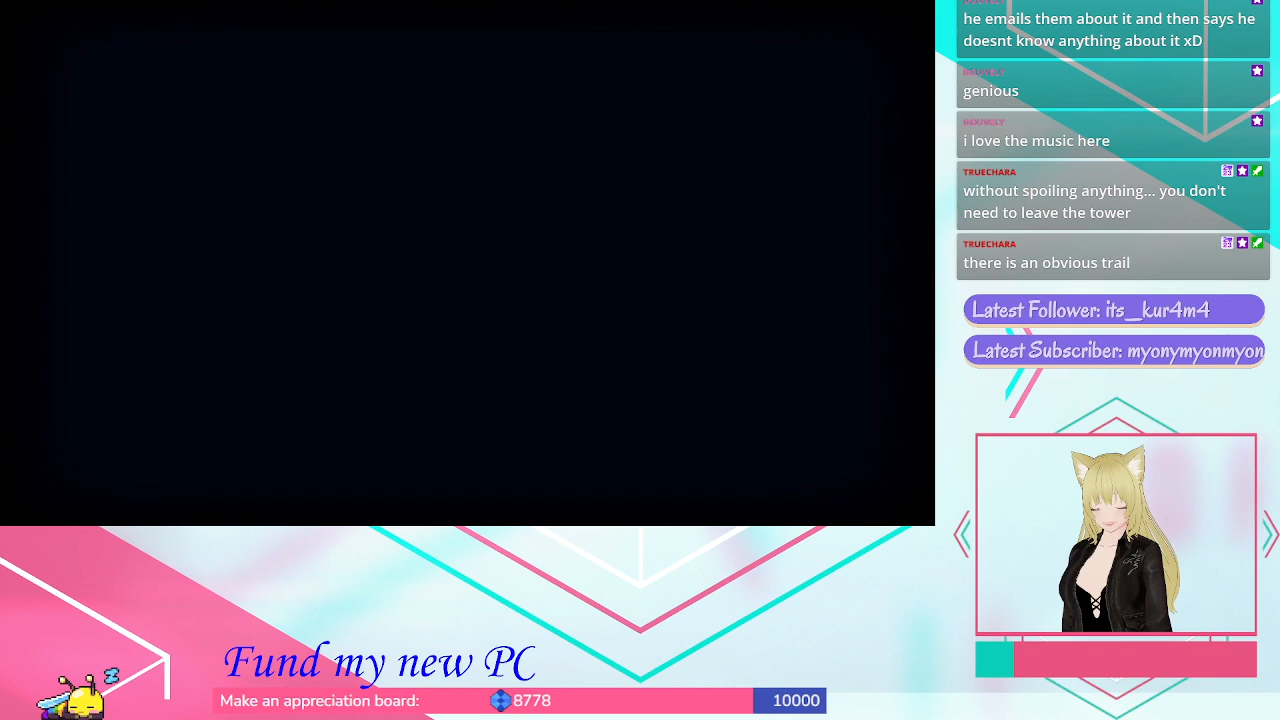 he emails them about it and then says he
doesnt know anything about it xD
genious
i love the music here
TRUECHARA
without spoiling anything... you don't
need to leave the tower
TRUECHARA
there is an obvious trail
Latest Follower: its__kur4m4
Latest Subscriber: myonymyonmyon
Fund my new PC
Make an appreciation board:
8778
10000